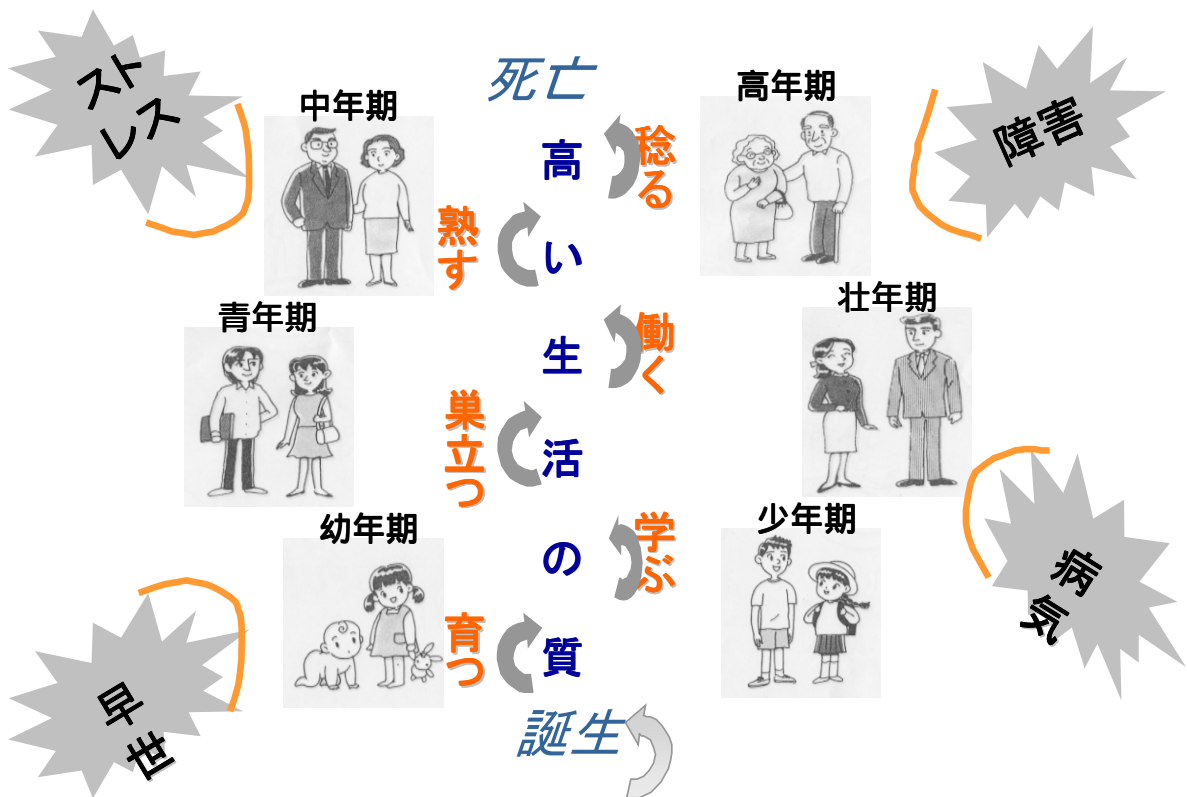 ストレス
中年期
死亡
高年期
障害
高い生活の質
稔る
熟す
青年期
働く
壮年期
巣立つ
幼年期
学ぶ
少年期
病気
育つ
早世
誕生